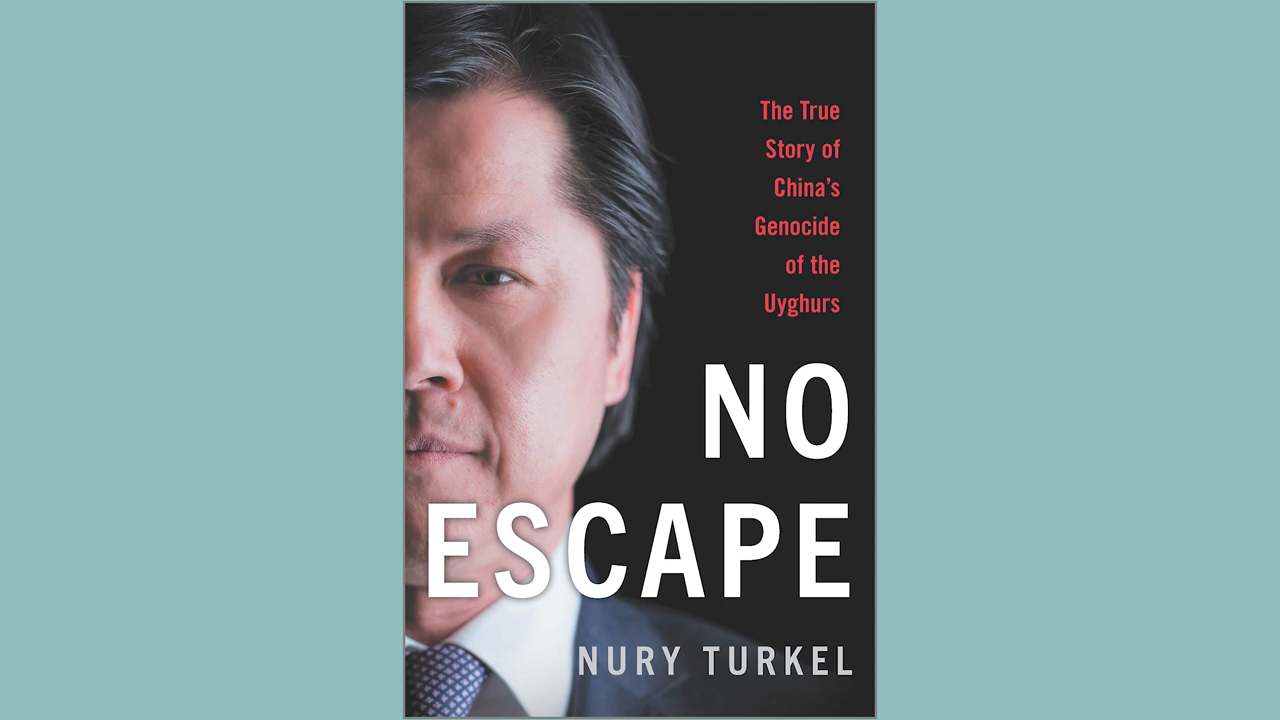 The True
Story of
China’s
Genocide
of the
Uyghurs
NO
ESCAPE
NURY TURKEL